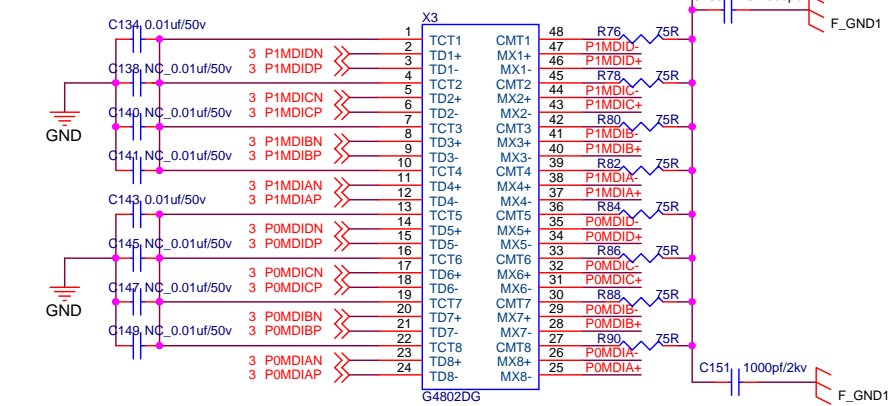 F_GND1
C134 0.01uf/50v
C138 NC_0.01uf/50v
C140 NC_0.01uf/50v
C141 NC_0.01uf/50v
GND
C143 0.01uf/50v
C145 NC_0.01uf/50v
C147 NC_0.01uf/50v
C149 NC_0.01uf/50v
GND
3 P1MDIDN
3 P1MDIDP
3 P1MDICN
3 P1MDICP
3 P1MDIBN
3 P1MDIBP
3 P1MDIAN
3 P1MDIAP
3 P0MDIDN
3 P0MDIDP
3 P0MDICN
3 P0MDICP
3 P0MDIBN
3 P0MDIBP
3 P0MDIAN
3 P0MDIAP
X3
1 TCT1 CMT1 48 R76 75R
2 TD1+ MX1+ 47 P1MDID-
3 TD1- MX1- 46 P1MDID+
4 TCT2 CMT2 45 R78 75R
5 TD2+ MX2+ 44 P1MDIC-
6 TD2- MX2- 43 P1MDIC+
7 TCT3 CMT3 42 R80 75R
8 TD3+ MX3+ 41 P1MDIB-
9 TD3- MX3- 40 P1MDIB+
10 TCT4 CMT4 39 R82 75R
11 TD4+ MX4+ 38 P1MDIA-
12 TD4- MX4- 37 P1MDIA+
13 TCT5 CMT5 36 R84 75R
14 TD5+ MX5+ 35 P0MDID-
15 TD5- MX5- 34 P0MDID+
16 TCT6 CMT6 33 R86 75R
17 TD6+ MX6+ 32 P0MDIC-
18 TD6- MX6- 31 P0MDIC+
19 TCT7 CMT7 30 R88 75R
20 TD7+ MX7+ 29 P0MDIB-
21 TD7- MX7- 28 P0MDIB+
22 TCT8 CMT8 27 R90 75R
23 TD8+ MX8+ 26 P0MDIA-
24 TD8- MX8- 25 P0MDIA+
G4802DG
C151 1000pf/2kv
F_GND1